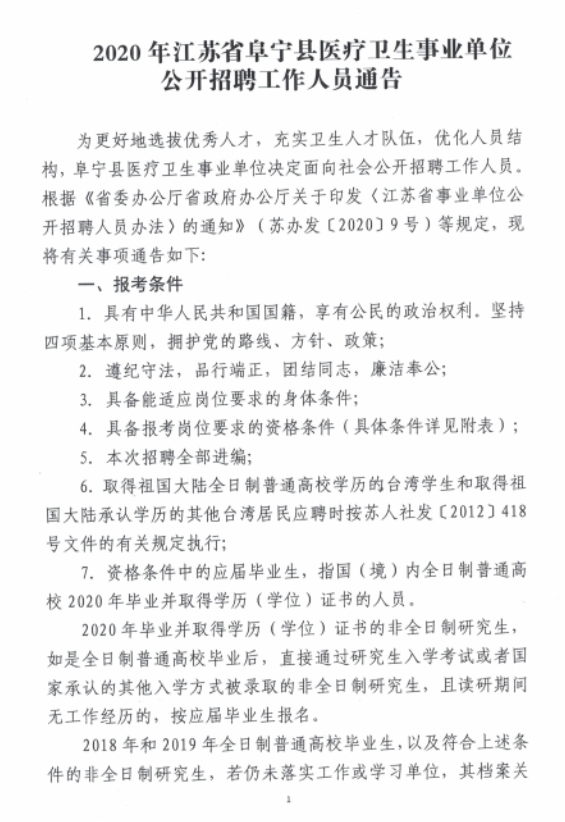 2020 年江苏省阜宁县医疗卫生事业单位
公开招聘工作人员通告
为更好地选拔优秀人才，充实卫生人才队伍，优化人员结
构，阜宁县医疗卫生事业单位决定面向社会公开招聘工作人员。
根据《省委办公厅省政府办公厅关于印发〈江苏省事业单位公
开招聘人员办法〉的通知》（苏办发〔2020〕9 号）等规定，现
将有关事项通告如下：
一、报考条件
1. 具有中华人民共和国国籍，享有公民的政治权利。坚持
四项基本原则，拥护党的路线、方针、政策；
2. 遵纪守法，品行端正，团结同志，廉洁奉公；
3. 具备能适应岗位要求的身体条件；
4. 具备报考岗位要求的资格条件（具体条件详见附表）；
5. 本次招聘全部进编；
6. 取得祖国大陆全日制普通高校学历的台湾学生和取得祖
国大陆承认学历的其他台湾居民应聘时按苏人社发〔2012〕418
号文件的有关规定执行；
7. 资格条件中的应届毕业生，指国（境）内全日制普通高
校 2020 年毕业并取得学历（学位）证书的人员。
2020 年毕业并取得学历（学位）证书的非全日制研究生，
如是全日制普通高校毕业后，直接通过研究生入学考试或者国
家承认的其他入学方式被录取的非全日制研究生，且读研期间
无工作经历的，按应届毕业生报名。
2018 年和 2019 年全日制普通高校毕业生，以及符合上述条
件的非全日制研究生，若仍未落实工作或学习单位，其档案关
1